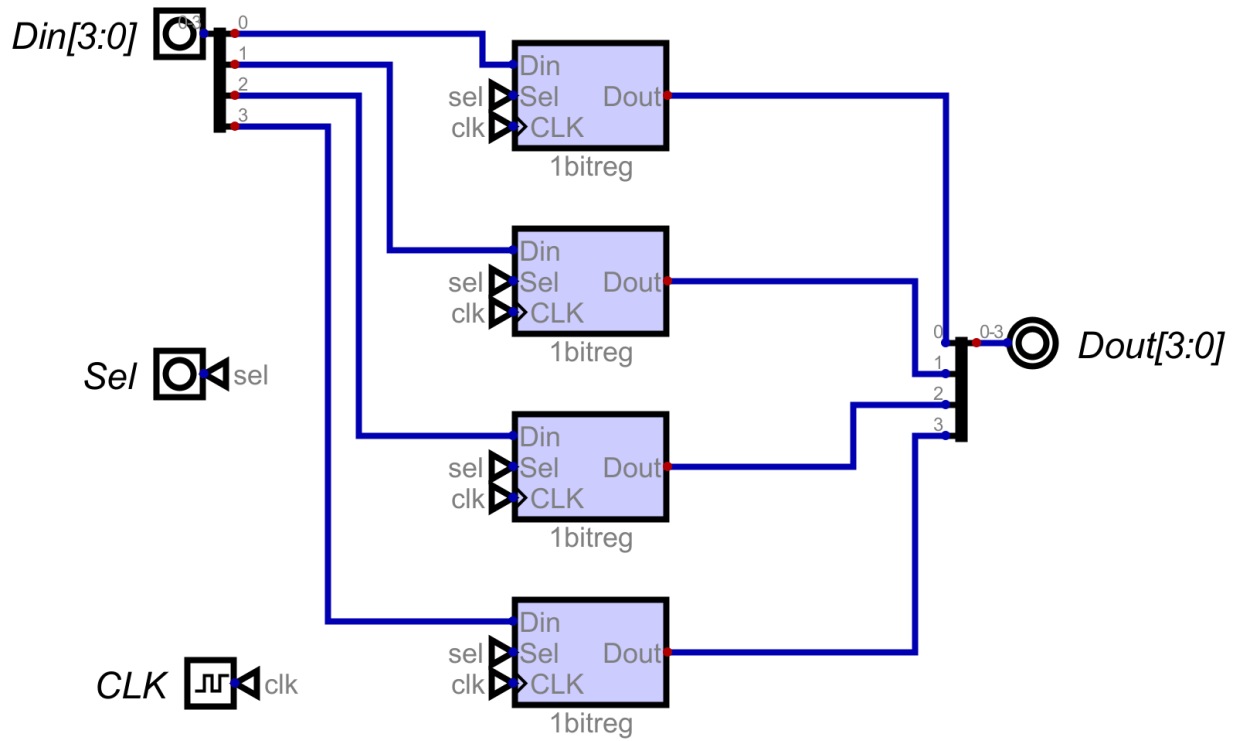 Din[3:0]
0-3
0
1
2
3
Din
sel
Sel
Dout
clk
CLK
1bitreg
Din
sel
Sel
Dout
clk
CLK
1bitreg
0
0-3
1
2
3
Dout[3:0]
Sel
sel
Din
sel
Sel
Dout
clk
CLK
1bitreg
Din
sel
Sel
Dout
clk
CLK
1bitreg
CLK
clk